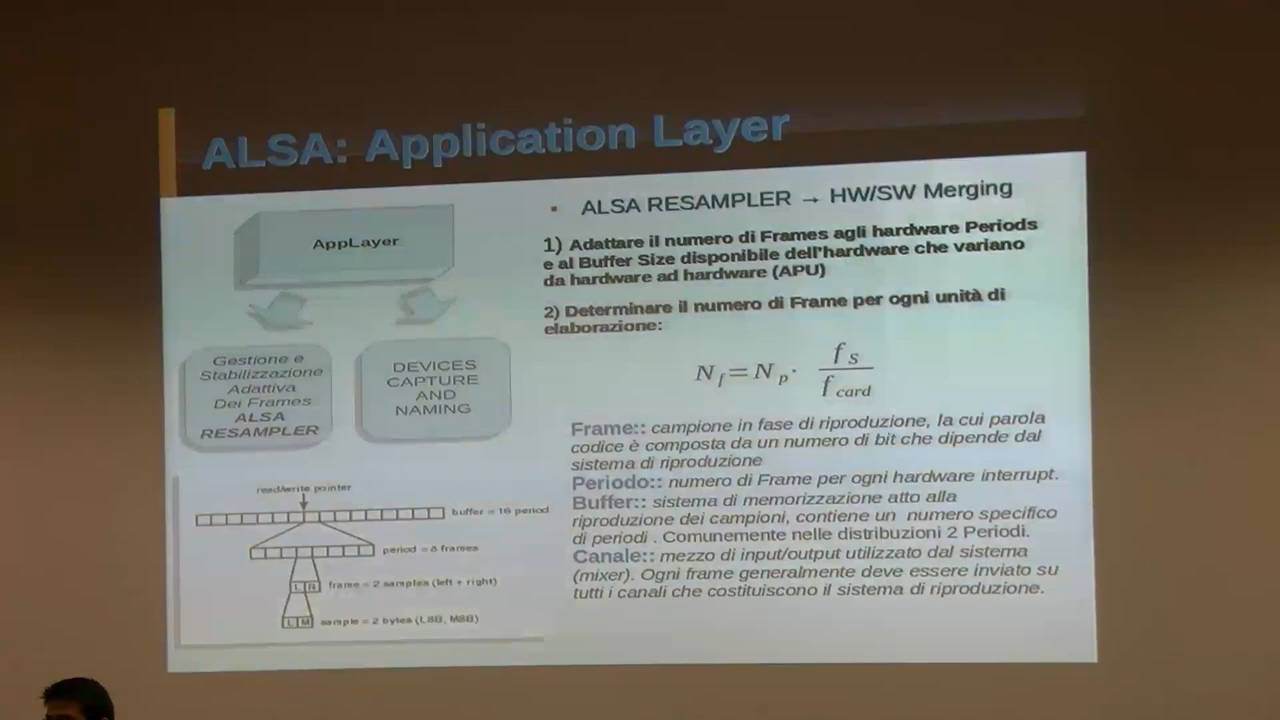 ALSA: Application Layer
AppLayer
Gestione e
Stabilizzazione
Adattiva
Dei Frames
ALSA
RESAMPLER
DEVICES
CAPTURE
AND
NAMING
read/write pointer
buffer = 16 period
period = 8 frames
L R
frame = 2 samples (left + right)
L M
sample = 2 bytes (LSB, MSB)
▪ ALSA RESAMPLER → HW/SW Merging
1) Adattare il numero di Frames agli hardware Periods
e al Buffer Size disponibile dell'hardware che variano
da hardware ad hardware (APU)
2) Determinare il numero di Frame per ogni unità di
elaborazione:
N f = N p · f s / f card
Frame:: campione in fase di riproduzione, la cui parola
codice è composta da un numero di bit che dipende dal
sistema di riproduzione
Periodo:: numero di Frame per ogni hardware interrupt.
Buffer:: sistema di memorizzazione atto alla
riproduzione dei campioni, contiene un numero specifico
di periodi . Comunemente nelle distribuzioni 2 Periodi.
Canale:: mezzo di input/output utilizzato dal sistema
(mixer). Ogni frame generalmente deve essere inviato su
tutti i canali che costituiscono il sistema di riproduzione.